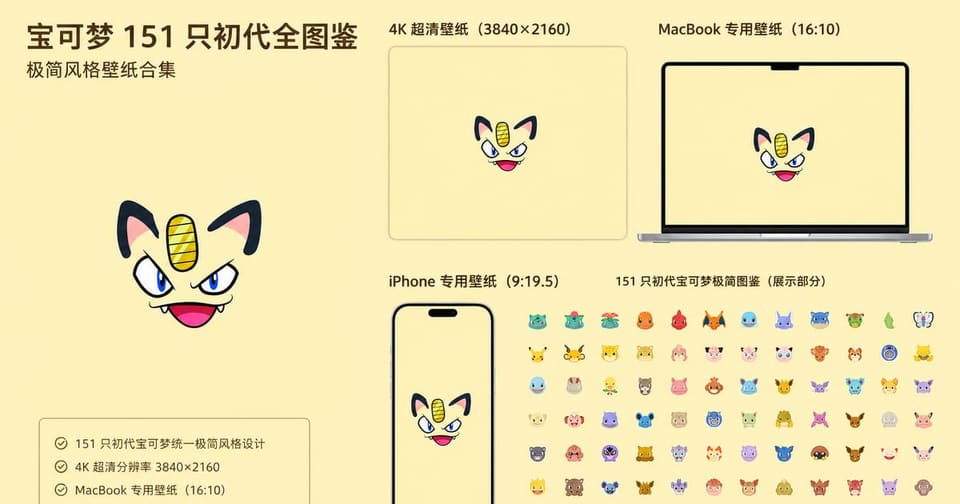 宝可梦 151 只初代全图鉴
极简风格壁纸合集
4K 超清壁纸（3840×2160）
MacBook 专用壁纸（16:10）
iPhone 专用壁纸（9:19.5）
151 只初代宝可梦极简图鉴（展示部分）
151 只初代宝可梦统一极简风格设计
4K 超清分辨率 3840×2160
MacBook 专用壁纸（16:10）